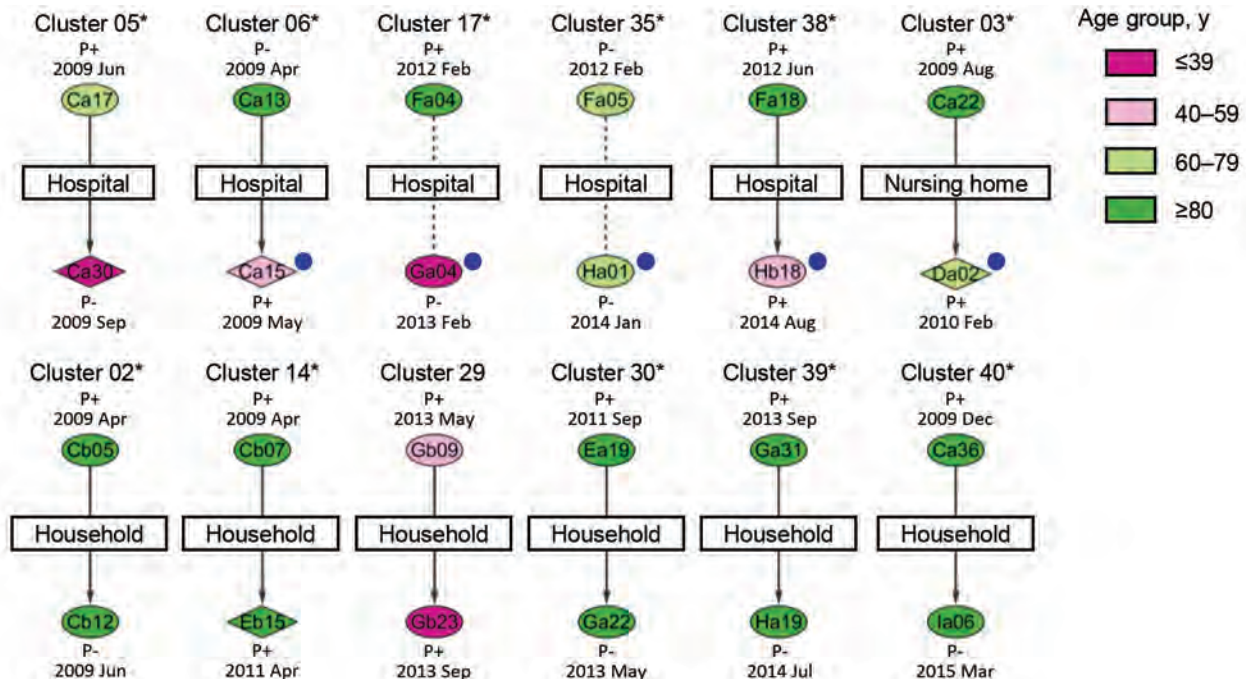 Cluster 05* Cluster 06* Cluster 17* Cluster 35* Cluster 38* Cluster 03* Age group, y
P+ P- P+ P- P+ P+
2009 Jun 2009 Apr 2012 Feb 2012 Feb 2012 Jun 2009 Aug
≤39
Ca17 Ca13 Fa04 Fa05 Fa18 Ca22
40–59
60–79
Hospital Hospital Hospital Hospital Hospital Nursing home
≥80
Ca30 Ca15 Ga04 Ha01 Hb18 Da02
P- P+ P- P- P+ P+
2009 Sep 2009 May 2013 Feb 2014 Jan 2014 Aug 2010 Feb
Cluster 02* Cluster 14* Cluster 29 Cluster 30* Cluster 39* Cluster 40*
P+ P+ P+ P+ P+ P+
2009 Apr 2009 Apr 2013 May 2011 Sep 2013 Sep 2009 Dec
Cb05 Cb07 Gb09 Ea19 Ga31 Ca36
Household Household Household Household Household Household
Cb12 Eb15 Gb23 Ga22 Ha19 Ia06
P- P+ P+ P- P- P-
2009 Jun 2011 Apr 2013 Sep 2013 May 2014 Jul 2015 Mar